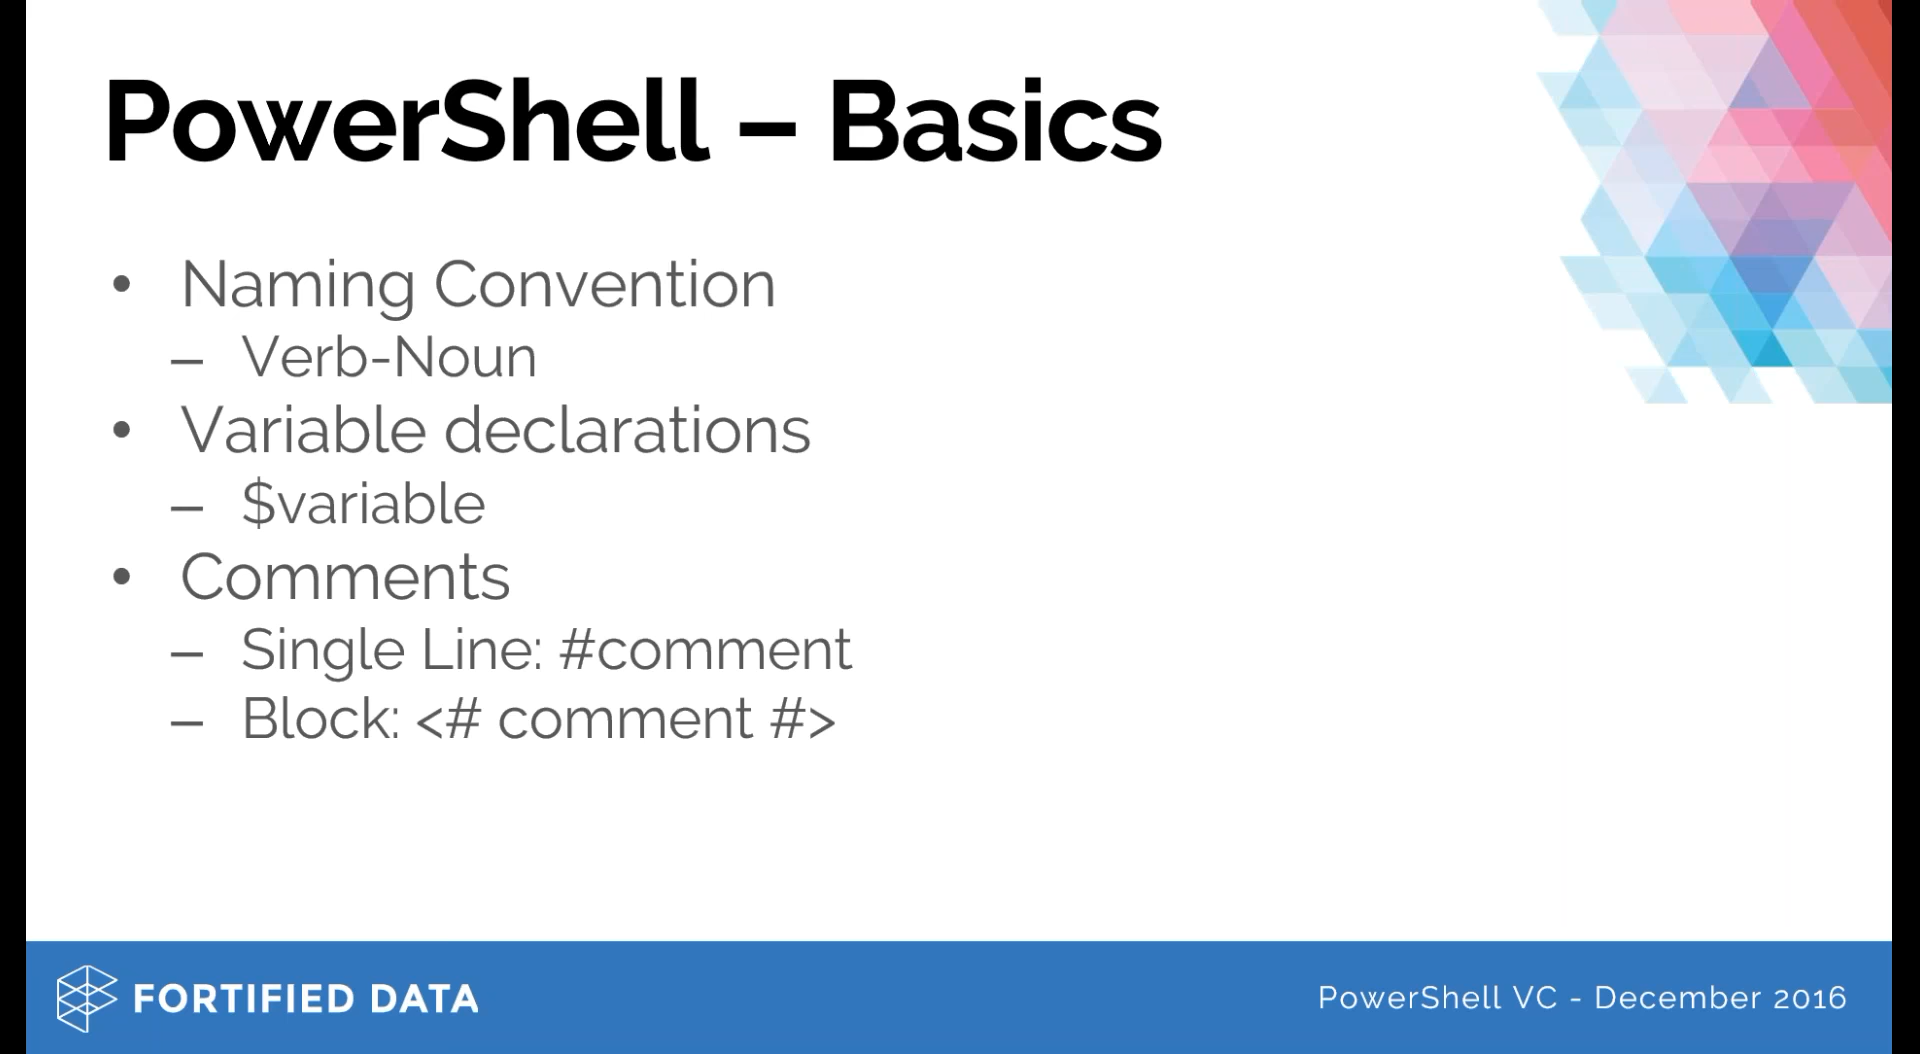 PowerShell – Basics
• Naming Convention
– Verb-Noun
• Variable declarations
– $variable
• Comments
– Single Line: #comment
– Block: <# comment #>
FORTIFIED DATA
PowerShell VC - December 2016